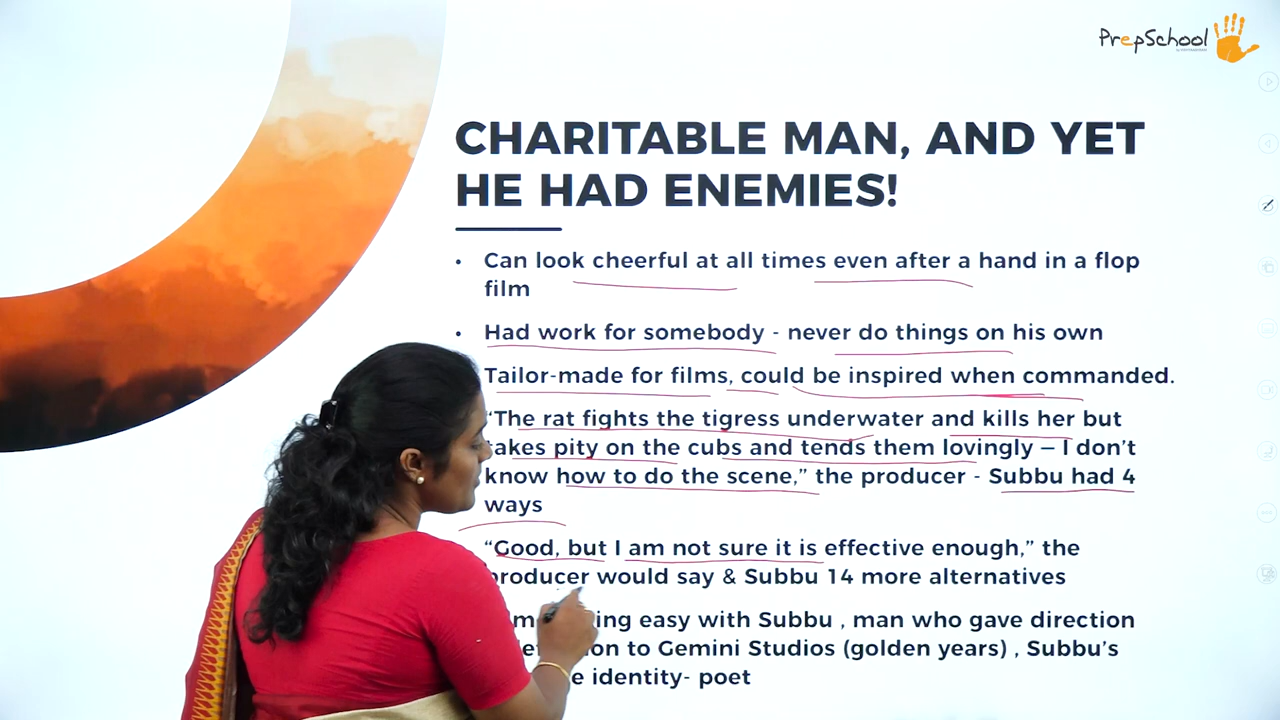 PrepSchool
CHARITABLE MAN, AND YET
HE HAD ENEMIES!
• Can look cheerful at all times even after a hand in a flop
film
• Had work for somebody - never do things on his own
Tailor-made for films, could be inspired when commanded.
“The rat fights the tigress underwater and kills her but
takes pity on the cubs and tends them lovingly – I don’t
know how to do the scene,” the producer - Subbu had 4
ways
“Good, but I am not sure it is effective enough,” the
producer would say & Subbu 14 more alternatives
easy with Subbu , man who gave direction
to Gemini Studios (golden years) , Subbu’s
identity- poet